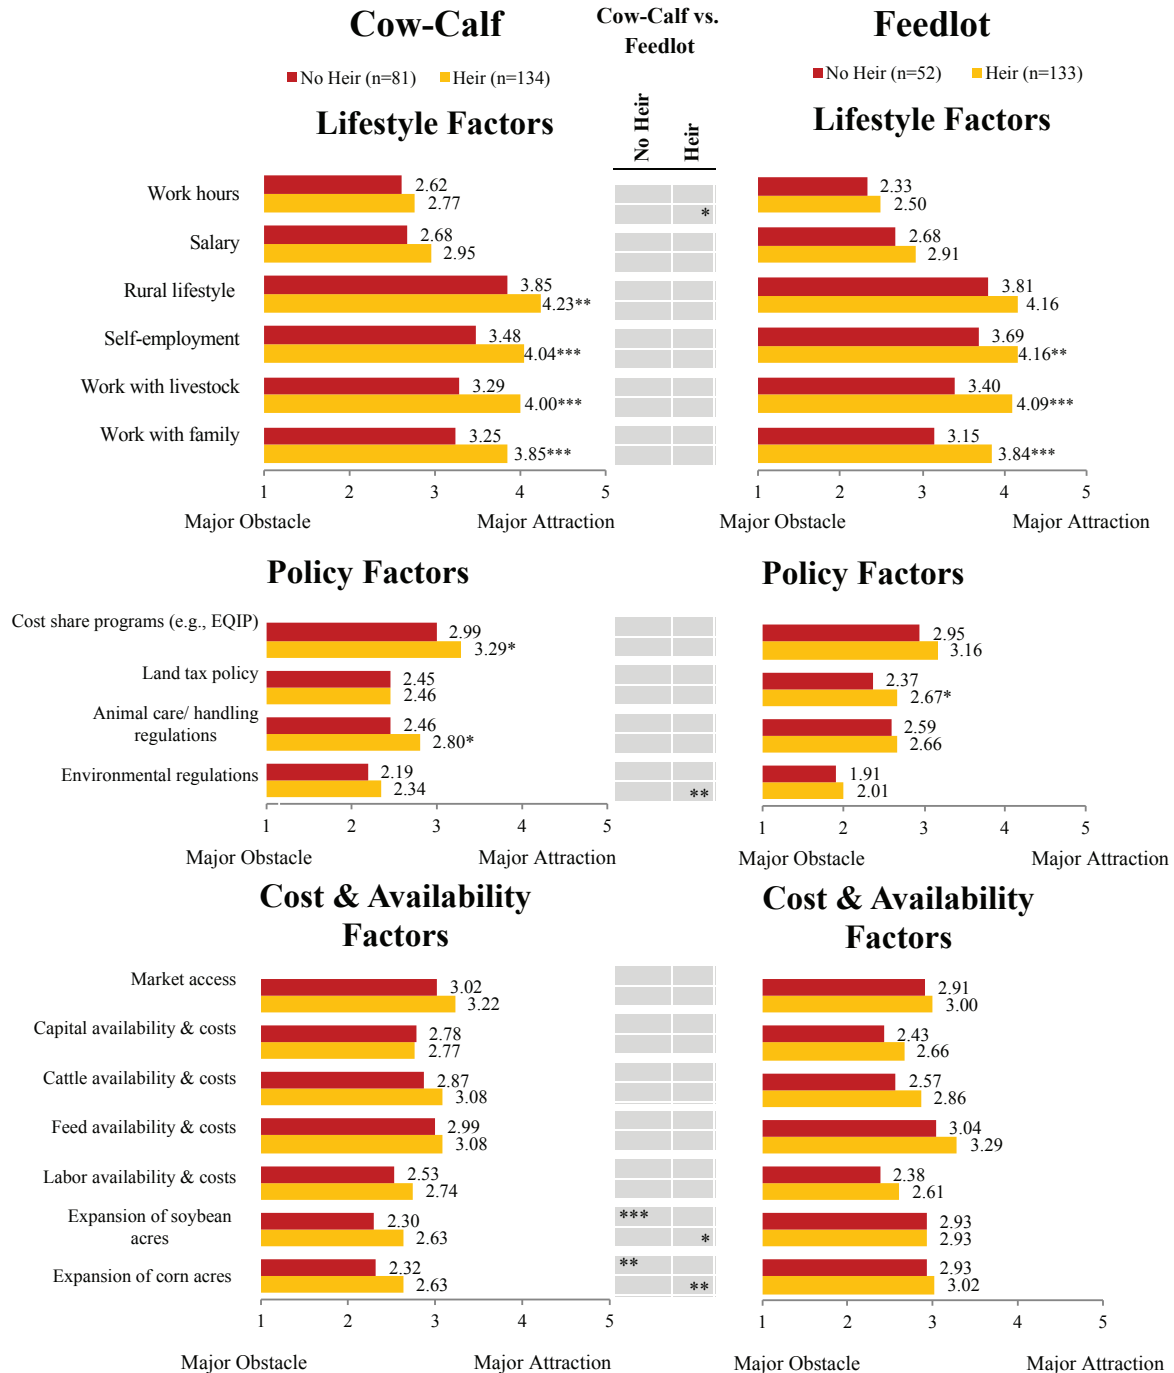 Cow-Calf
Cow-Calf vs.
Feedlot
Feedlot
No Heir (n=81) Heir (n=134)
No Heir
Heir
No Heir (n=52) Heir (n=133)
Lifestyle Factors
Lifestyle Factors
Work hours
2.62
2.77
*
2.33
2.50
Salary
2.68
2.95
2.68
2.91
Rural lifestyle
3.85
4.23**
3.81
4.16
Self-employment
3.48
4.04***
3.69
4.16**
Work with livestock
3.29
4.00***
3.40
4.09***
Work with family
3.25
3.85***
3.15
3.84***
1 2 3 4 5
1 2 3 4 5
Major Obstacle Major Attraction
Major Obstacle Major Attraction
Policy Factors
Policy Factors
Cost share programs (e.g., EQIP)
2.99
3.29*
2.95
3.16
Land tax policy
2.45
2.46
2.37
2.67*
Animal care/ handling
regulations
2.46
2.80*
2.59
2.66
Environmental regulations
2.19
2.34
**
1.91
2.01
1 2 3 4 5
1 2 3 4 5
Major Obstacle Major Attraction
Major Obstacle Major Attraction
Cost & Availability
Factors
Cost & Availability
Factors
Market access
3.02
3.22
2.91
3.00
Capital availability & costs
2.78
2.77
2.43
2.66
Cattle availability & costs
2.87
3.08
2.57
2.86
Feed availability & costs
2.99
3.08
3.04
3.29
Labor availability & costs
2.53
2.74
2.38
2.61
Expansion of soybean
acres
2.30
2.63
***
*
2.93
2.93
Expansion of corn acres
2.32
2.63
**
**
2.93
3.02
1 2 3 4 5
1 2 3 4 5
Major Obstacle Major Attraction
Major Obstacle Major Attraction